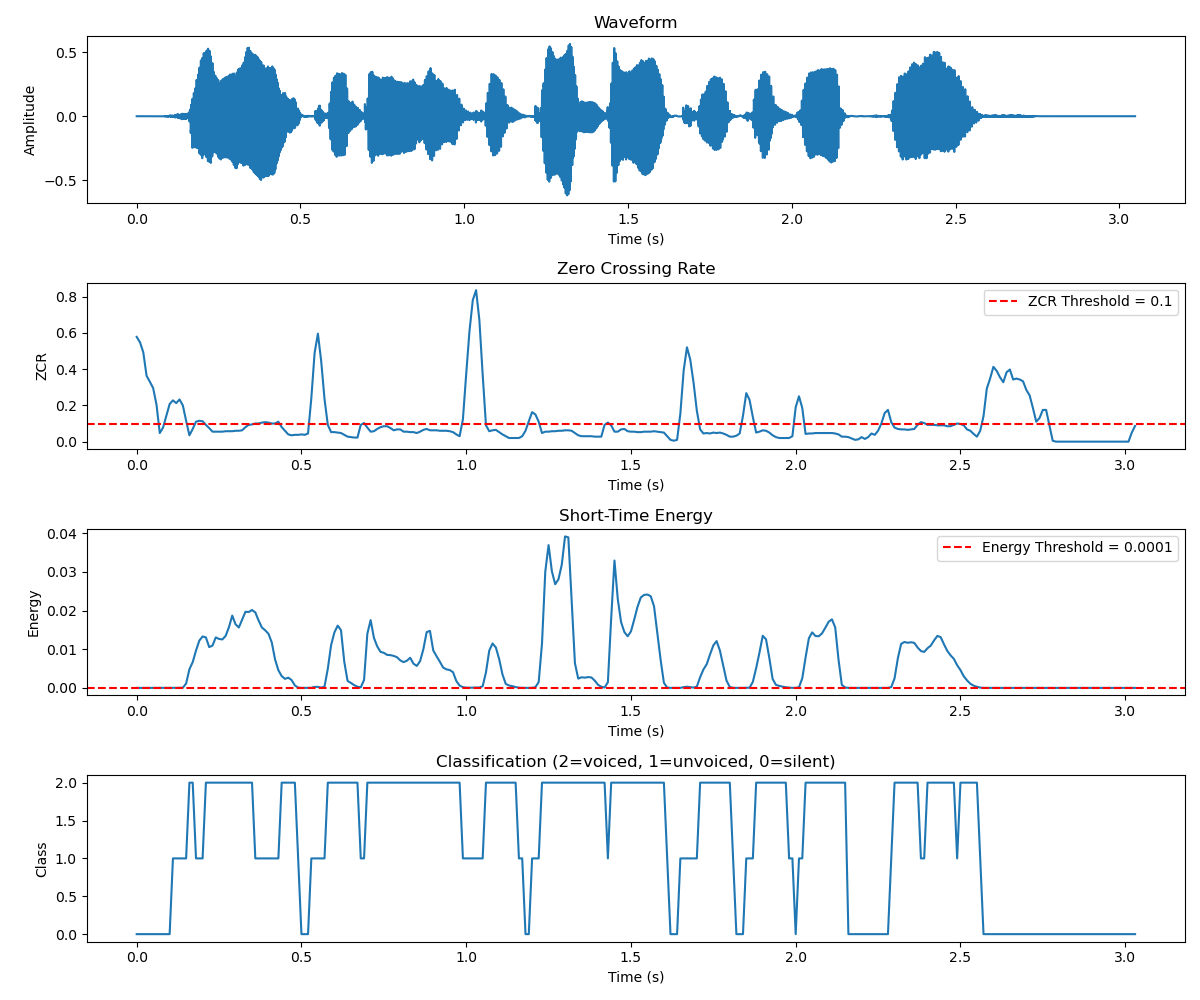 Waveform
0.5
0.0
−0.5
Amplitude
0.0 0.5 1.0 1.5 2.0 2.5 3.0
Time (s)
Zero Crossing Rate
ZCR Threshold = 0.1
0.8
0.6
0.4
0.2
0.0
ZCR
0.0 0.5 1.0 1.5 2.0 2.5 3.0
Time (s)
Short-Time Energy
Energy Threshold = 0.0001
0.04
0.03
0.02
0.01
0.00
Energy
0.0 0.5 1.0 1.5 2.0 2.5 3.0
Time (s)
Classification (2=voiced, 1=unvoiced, 0=silent)
2.0
1.5
1.0
0.5
0.0
Class
0.0 0.5 1.0 1.5 2.0 2.5 3.0
Time (s)